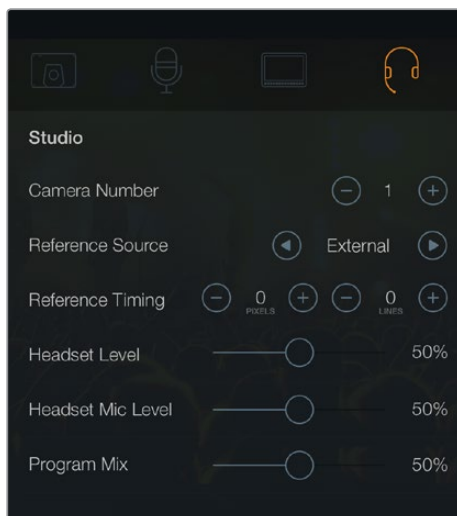 Studio
Camera Number 1
Reference Source External
Reference Timing 0 PIXELS 0 LINES
Headset Level 50%
Headset Mic Level 50%
Program Mix 50%